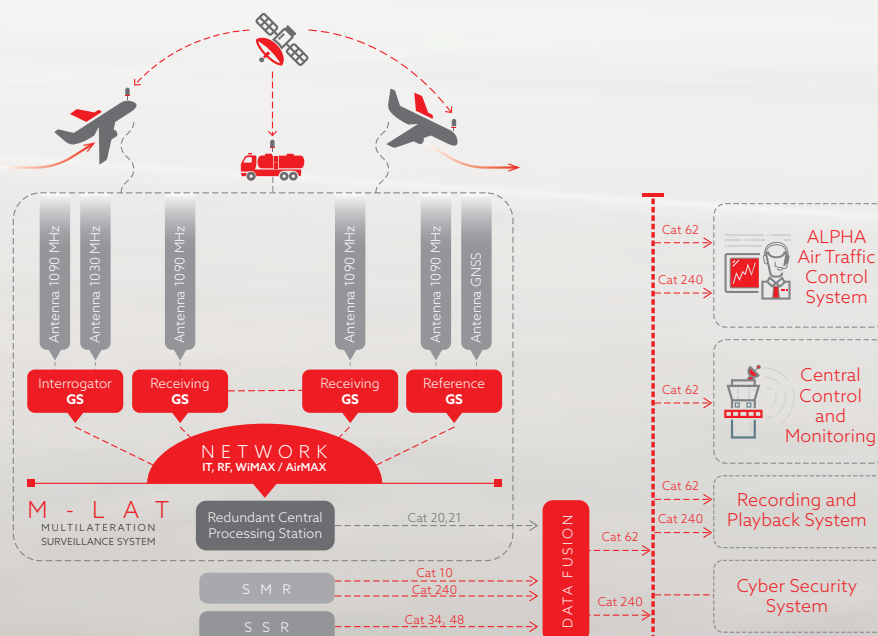 Antenna 1090 MHz
Antenna 1030 MHz
Antenna 1090 MHz
Antenna 1090 MHz
Antenna 1090 MHz
Antenna GNSS
Interrogator
GS
Receiving
GS
Receiving
GS
Reference
GS
NETWORK
IT, RF, WiMAX / AirMAX
M-LAT
MULTILATERATION
SURVEILLANCE SYSTEM
Redundant Central
Processing Station
Cat 20,21
SMR
Cat 10
Cat 240
SSR
Cat 34, 48
DATA FUSION
Cat 62
Cat 240
Cat 62
Cat 240
ALPHA
Air Traffic
Control
System
Cat 62
Central
Control
and
Monitoring
Cat 62
Cat 240
Recording and
Playback System
Cyber Security
System